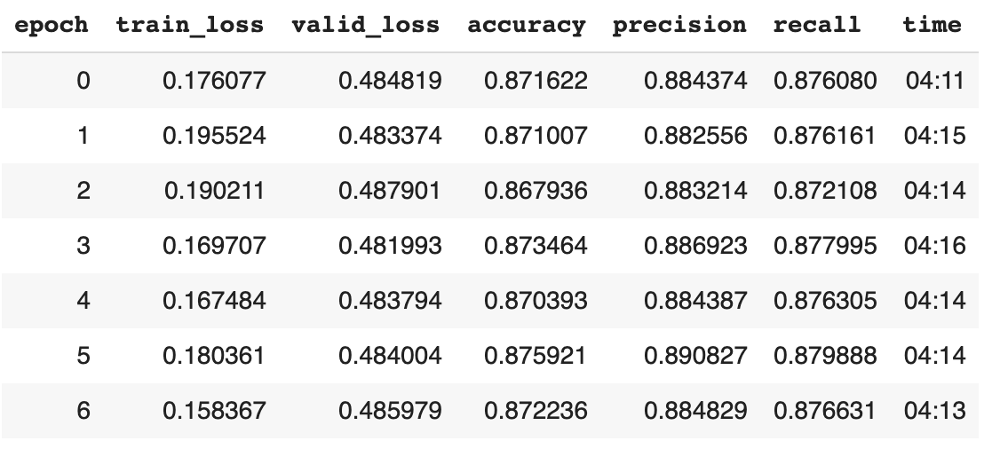 epoch train_loss valid_loss accuracy precision recall time
0 0.176077 0.484819 0.871622 0.884374 0.876080 04:11
1 0.195524 0.483374 0.871007 0.882556 0.876161 04:15
2 0.190211 0.487901 0.867936 0.883214 0.872108 04:14
3 0.169707 0.481993 0.873464 0.886923 0.877995 04:16
4 0.167484 0.483794 0.870393 0.884387 0.876305 04:14
5 0.180361 0.484004 0.875921 0.890827 0.879888 04:14
6 0.158367 0.485979 0.872236 0.884829 0.876631 04:13